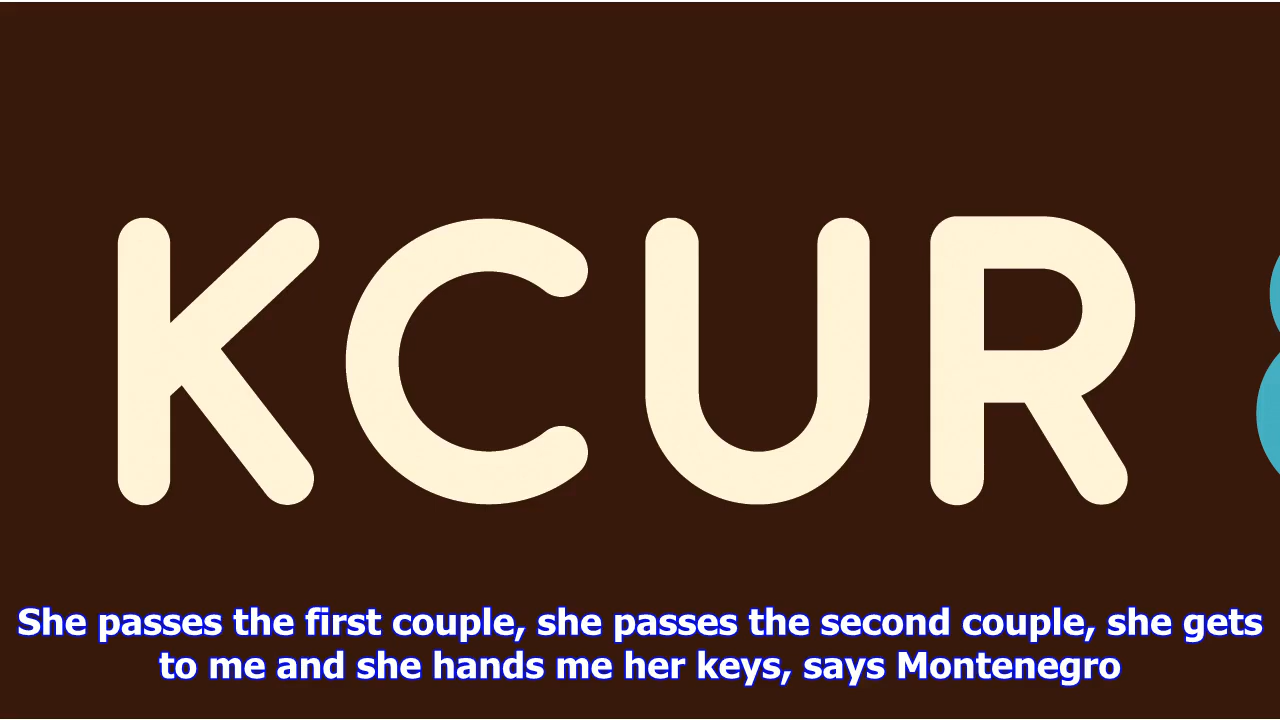 KCUR
She passes the first couple, she passes the second couple, she gets
to me and she hands me her keys, says Montenegro